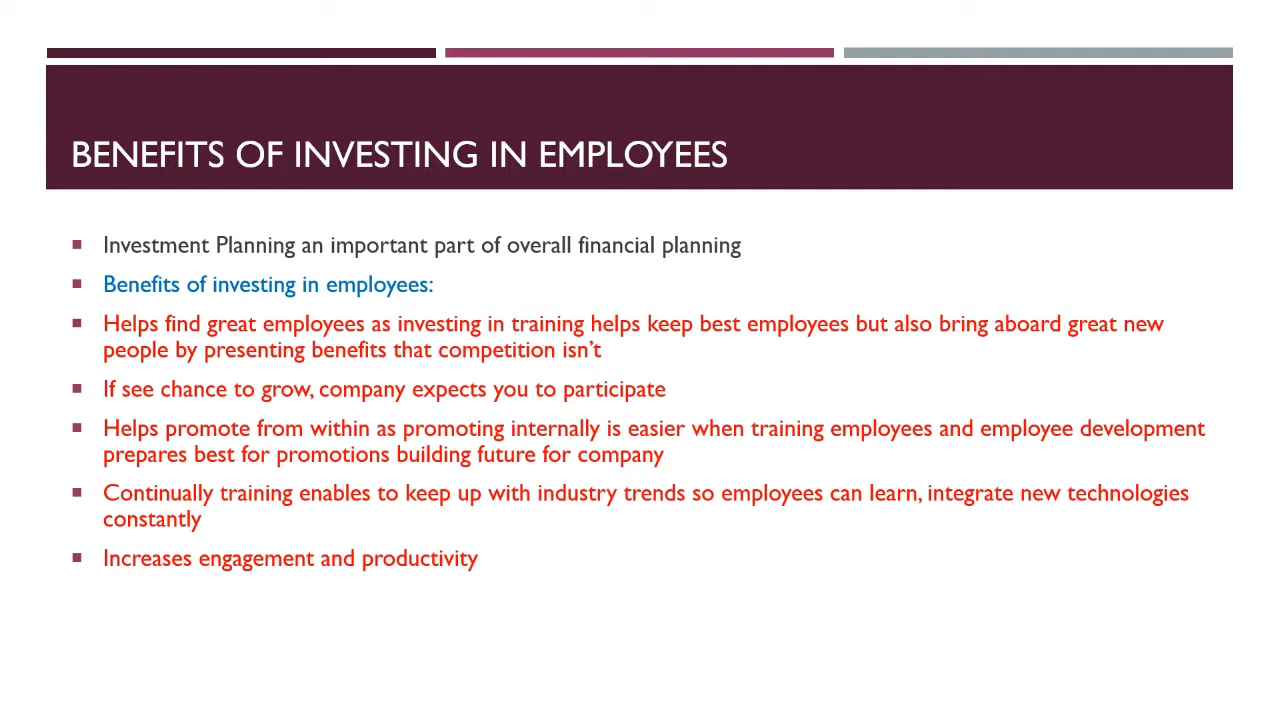 BENEFITS OF INVESTING IN EMPLOYEES
Investment Planning an important part of overall financial planning
Benefits of investing in employees:
Helps find great employees as investing in training helps keep best employees but also bring aboard great new
people by presenting benefits that competition isn’t
If see chance to grow, company expects you to participate
Helps promote from within as promoting internally is easier when training employees and employee development
prepares best for promotions building future for company
Continually training enables to keep up with industry trends so employees can learn, integrate new technologies
constantly
Increases engagement and productivity